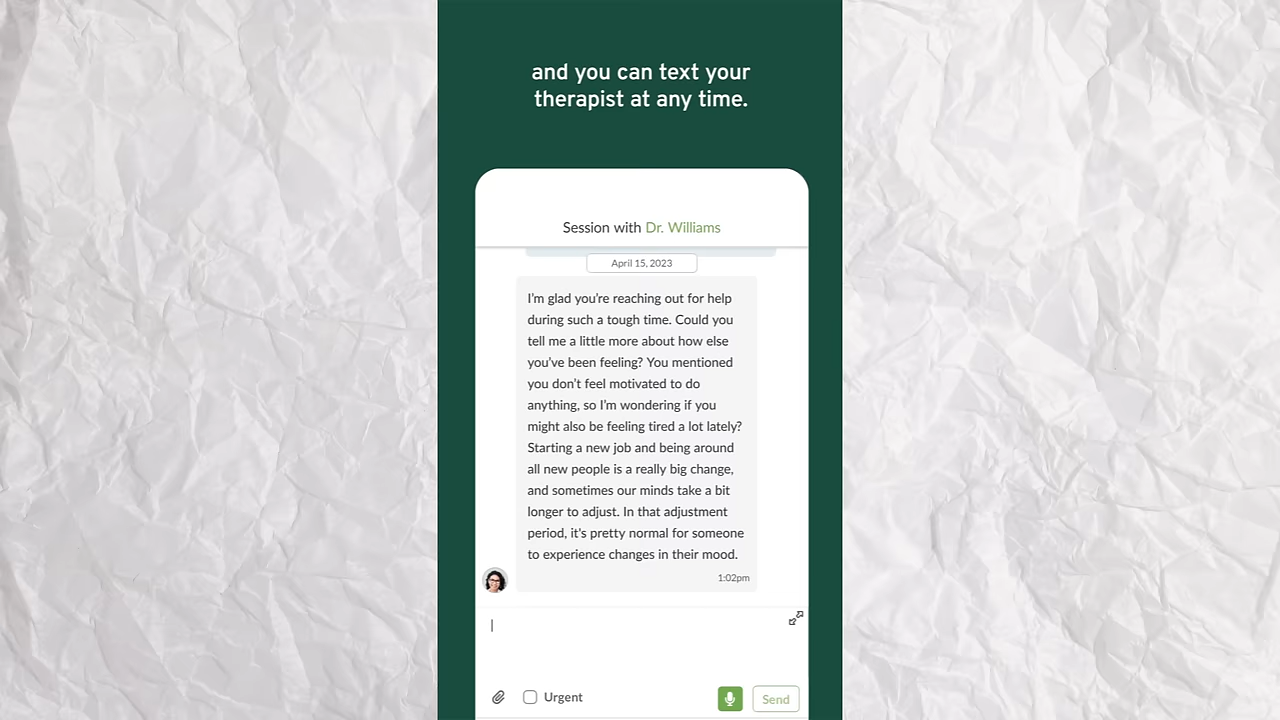 and you can text your
therapist at any time.
Session with Dr. Williams
April 15, 2023
I'm glad you're reaching out for help
during such a tough time. Could you
tell me a little more about how else
you've been feeling? You mentioned
you don't feel motivated to do
anything, so I'm wondering if you
might also be feeling tired a lot lately?
Starting a new job and being around
all new people is a really big change,
and sometimes our minds take a bit
longer to adjust. In that adjustment
period, it's pretty normal for someone
to experience changes in their mood.
1:02pm
Urgent
Send